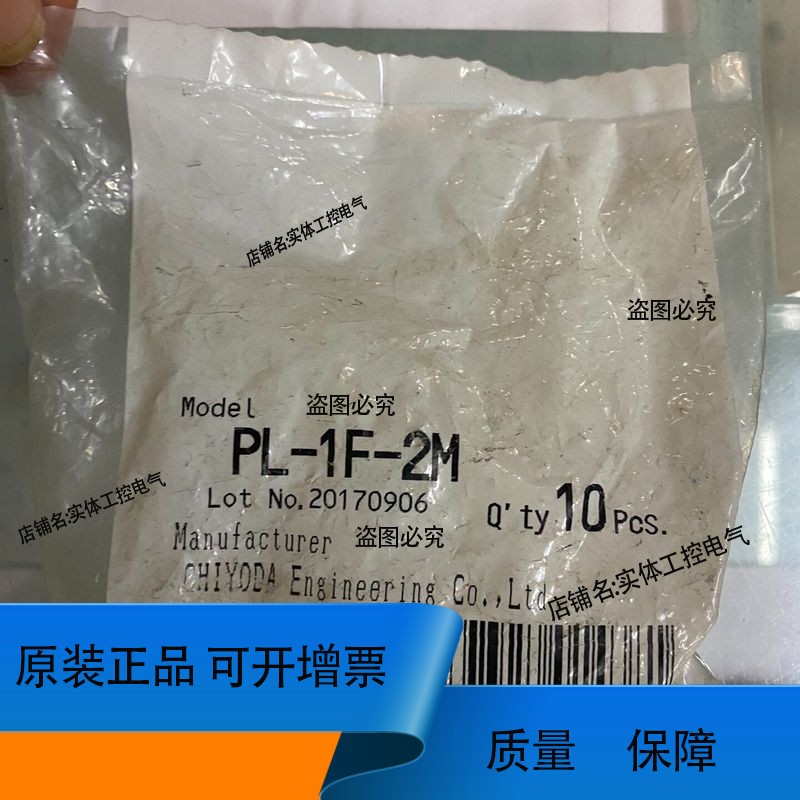 店铺名:实体工控电气
盗图必究
Model 盗图必究
PL-1F-2M
店铺名:实体工控电气
Lot No.20170906 Q'ty 10 Pcs.
Manufacturer 盗图必究
CHIYODA Engineering Co.,Ltd
店铺名:实体工控电气
原装正品 可开增票
质量 保障